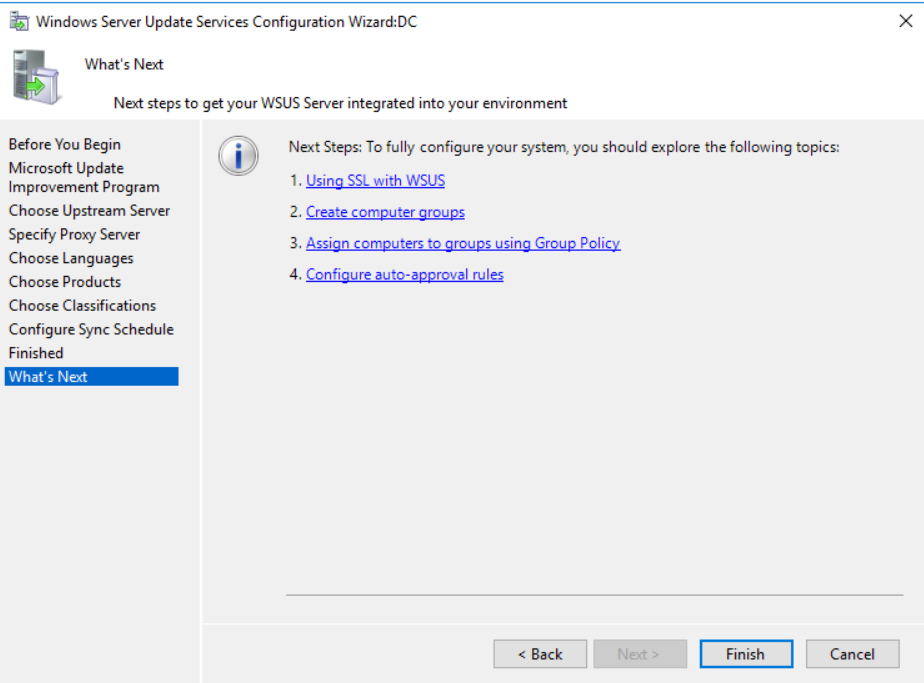 Windows Server Update Services Configuration Wizard:DC
What's Next
Next steps to get your WSUS Server integrated into your environment
Before You Begin
Microsoft Update
Improvement Program
Choose Upstream Server
Specify Proxy Server
Choose Languages
Choose Products
Choose Classifications
Configure Sync Schedule
Finished
What's Next
Next Steps: To fully configure your system, you should explore the following topics:
1. Using SSL with WSUS
2. Create computer groups
3. Assign computers to groups using Group Policy
4. Configure auto-approval rules
< Back
Next >
Finish
Cancel